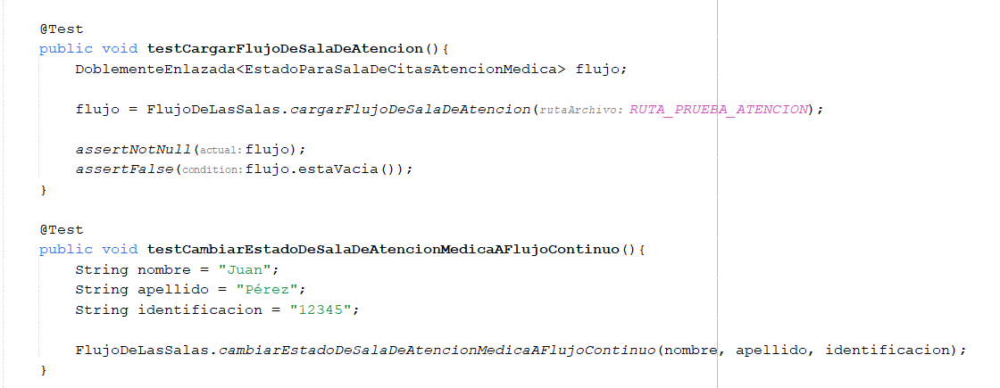 @Test
public void testCargarFlujoDeSalaDeAtencion(){
    DoblementeEnlazada<EstadoParaSalaDeCitasAtencionMedica> flujo;
    flujo = FlujoDeLasSalas.cargarFlujoDeSalaDeAtencion(rutaArchivo: RUTA_PRUEBA_ATENCION);
    assertNotNull(actual: flujo);
    assertFalse(condition: flujo.estaVacia());
}
@Test
public void testCambiarEstadoDeSalaDeAtencionMedicaAFlujoContinuo(){
    String nombre = "Juan";
    String apellido = "Pérez";
    String identificacion = "12345";
    FlujoDeLasSalas.cambiarEstadoDeSalaDeAtencionMedicaAFlujoContinuo(nombre, apellido, identificacion);
}